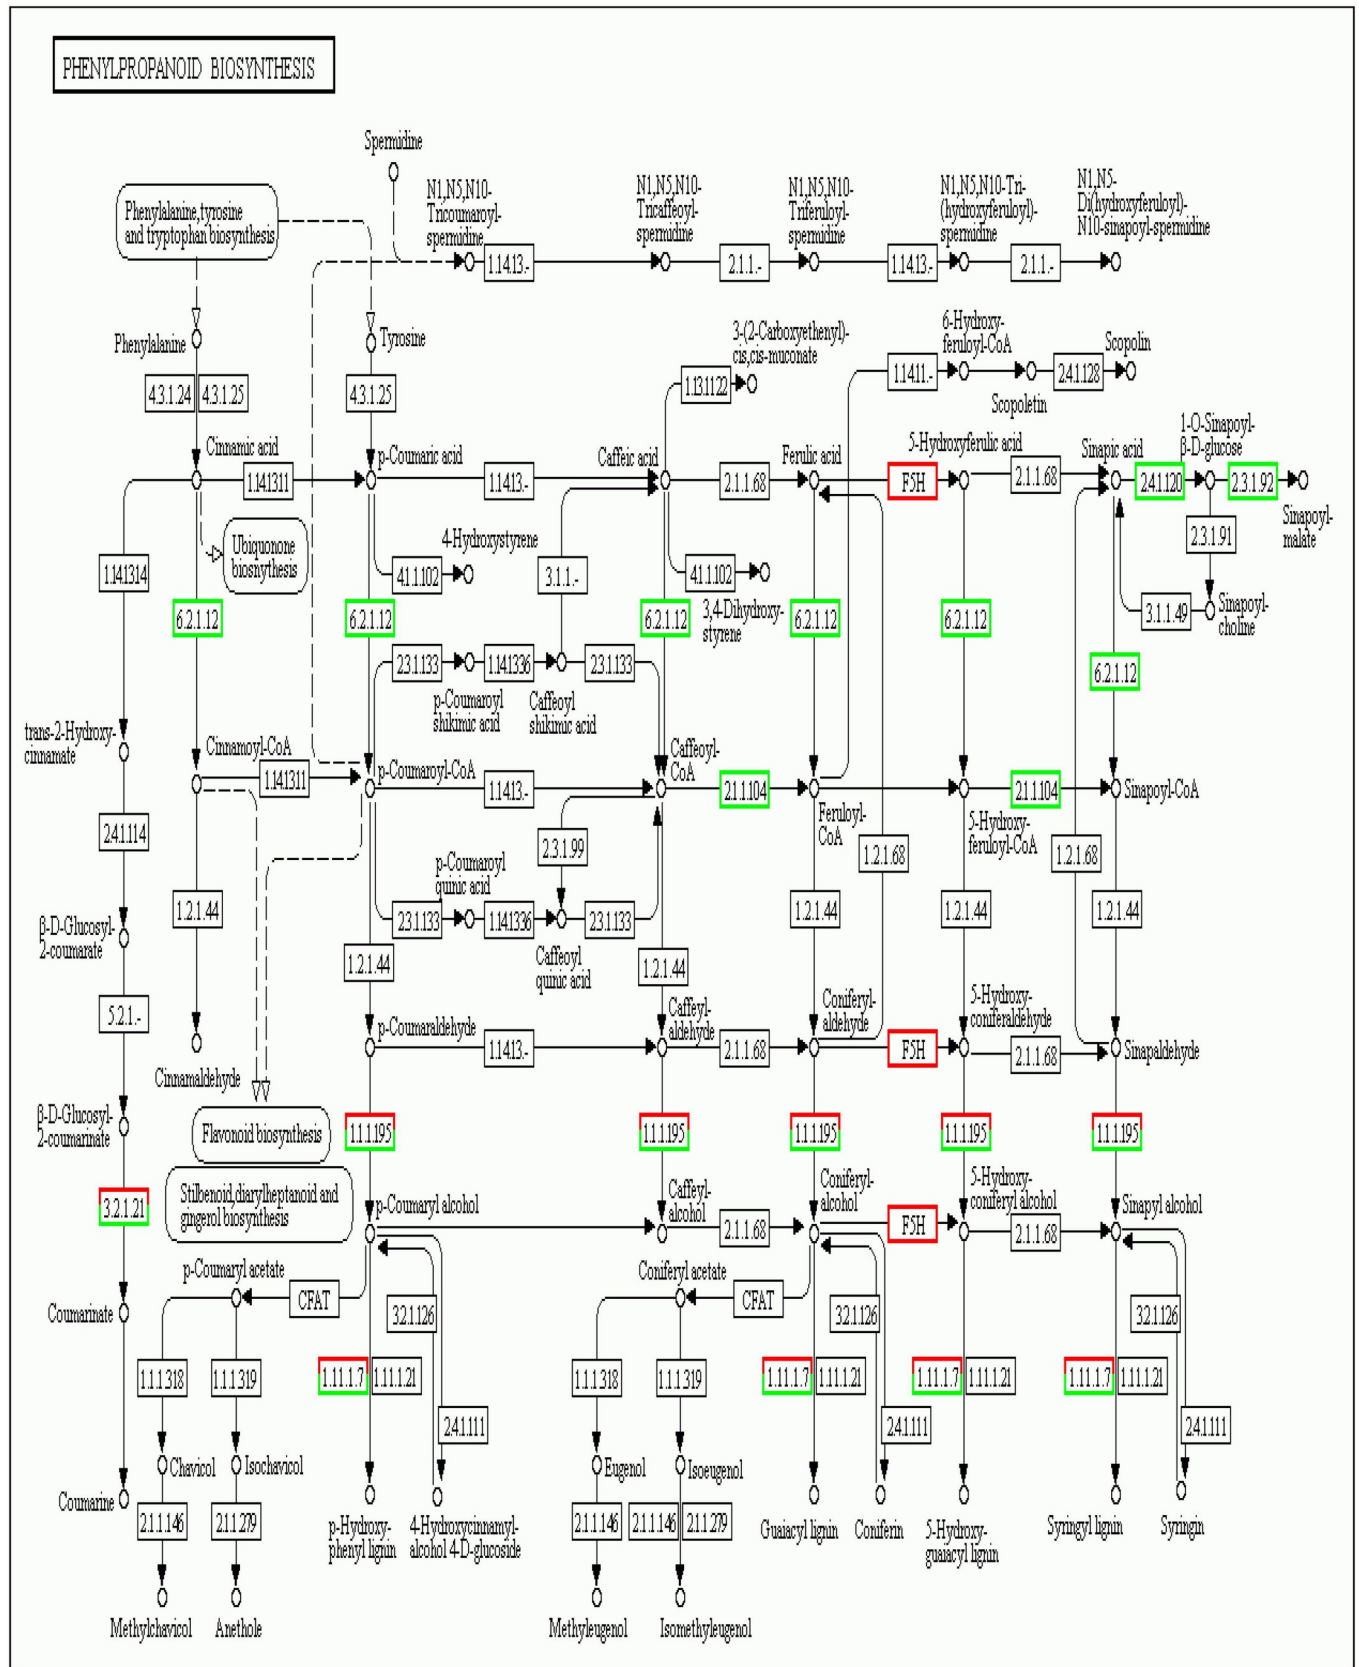 PHENYLPROPANOID BIOSYNTHESIS
Spermidine
Phenylalanine,tyrosine
and tryptophan biosynthesis
N1,N5,N10-
Tricoumaroyl-
spermidine
N1,N5,N10-
Tricaffeoyl-
spermidine
N1,N5,N10-
Triferuloyl-
spermidine
N1,N5,N10-Tri-
(hydroxyferuloyl)-
spermidine
N1,N5-
Di(hydroxyferuloyl)-
N10-sinapoyl-spermidine
1.14.13.-
2.1.1.-
1.14.13.-
2.1.1.-
Phenylalanine
Tyrosine
3-(2-Carboxyethenyl)-
cis,cis-muconate
6-Hydroxy-
feruloyl-CoA
Scopolin
4.3.1.24
4.3.1.25
4.3.1.25
1.13.11.22
1.14.11.-
Scopoletin
2.4.1.128
Cinnamic acid
p-Coumaric acid
Caffeic acid
Ferulic acid
5-Hydroxyferulic acid
Sinapic acid
1-O-Sinapoyl-
β-D-glucose
1.14.13.11
1.14.13.-
2.1.1.68
F5H
2.1.1.68
2.4.1.120
2.3.1.92
Sinapoyl-
malate
Ubiquonone
biosnythesis
4-Hydroxystyrene
2.3.1.91
1.14.13.14
4.1.1.102
3.1.1.-
4.1.1.102
3,4-Dihydroxy-
styrene
3.1.1.49
Sinapoyl-
choline
6.2.1.12
6.2.1.12
6.2.1.12
6.2.1.12
6.2.1.12
6.2.1.12
2.3.1.133
1.14.13.36
2.3.1.133
p-Coumaroyl
shikimic acid
Caffeoyl
shikimic acid
trans-2-Hydroxy-
cinnamate
Cinnamoyl-CoA
p-Coumaroyl-CoA
Caffeoyl-
CoA
1.14.13.11
1.14.13.-
2.1.1.104
Feruloyl-
CoA
5-Hydroxy-
feruloyl-CoA
2.1.1.104
Sinapoyl-CoA
2.4.1.114
2.3.1.99
1.2.1.68
1.2.1.68
p-Coumaroyl
quinic acid
β-D-Glucosyl-
2-coumarate
1.2.1.44
2.3.1.133
1.14.13.36
2.3.1.133
Caffeoyl
quinic acid
1.2.1.44
1.2.1.44
1.2.1.44
1.2.1.44
1.2.1.44
5.2.1.-
Cinnamaldehyde
p-Coumaraldehyde
Caffeyl-
aldehyde
Coniferyl-
aldehyde
5-Hydroxy-
coniferaldehyde
Sinapaldehyde
1.14.13.-
2.1.1.68
F5H
2.1.1.68
β-D-Glucosyl-
2-coumarinate
Flavonoid biosynthesis
1.1.1.195
1.1.1.195
1.1.1.195
1.1.1.195
1.1.1.195
3.2.1.21
Stilbenoid,diarylheptanoid and
gingerol biosynthesis
p-Coumaryl alcohol
Caffeyl-
alcohol
Coniferyl-
alcohol
5-Hydroxy-
coniferyl alcohol
Sinapyl alcohol
2.1.1.68
F5H
2.1.1.68
p-Coumaryl acetate
CFAT
Coniferyl acetate
CFAT
Coumarinate
3.2.1.126
3.2.1.126
3.2.1.126
1.1.1.318
1.1.1.319
1.11.1.7
1.11.1.21
1.1.1.318
1.1.1.319
1.11.1.7
1.11.1.21
1.11.1.7
1.11.1.21
1.11.1.7
1.11.1.21
2.4.1.111
2.4.1.111
2.4.1.111
Coumarine
Chavicol
Isochavicol
Eugenol
Isoeugenol
2.1.1.146
2.1.1.279
p-Hydroxy-
phenyl lignin
4-Hydroxycinnamyl-
alcohol 4-D-glucoside
2.1.1.146
2.1.1.146
2.1.1.279
Guaiacyl lignin
Coniferin
5-Hydroxy-
guaiacyl lignin
Syringyl lignin
Syringin
Methylchavicol
Anethole
Methyleugenol
Isomethyleugenol